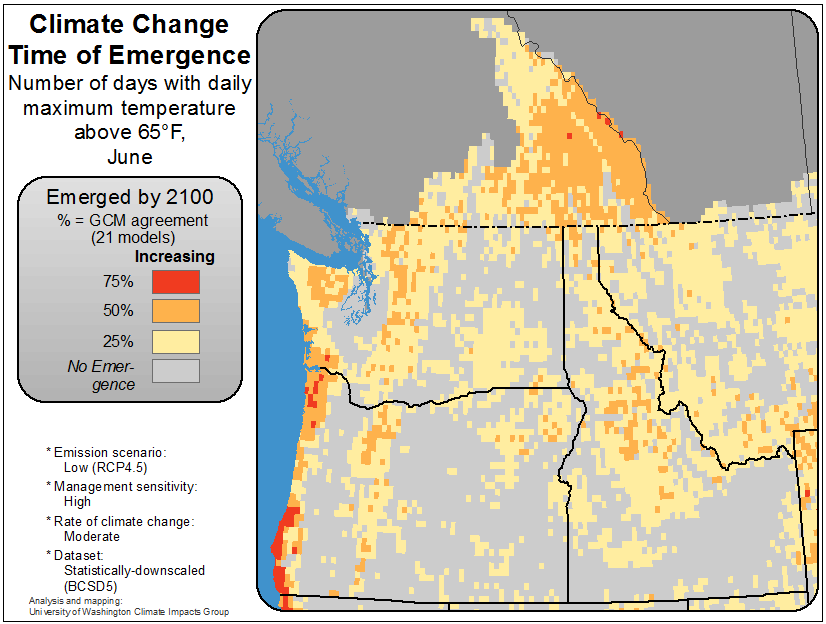 Climate Change
Time of Emergence
Number of days with daily
maximum temperature
above 65°F,
June
Emerged by 2100
% = GCM agreement
(21 models)
Increasing
75%
50%
25%
No Emer-
gence
* Emission scenario:
Low (RCP4.5)
* Management sensitivity:
High
* Rate of climate change:
Moderate
* Dataset:
Statistically-downscaled
(BCSD5)
Analysis and mapping:
University of Washington Climate Impacts Group